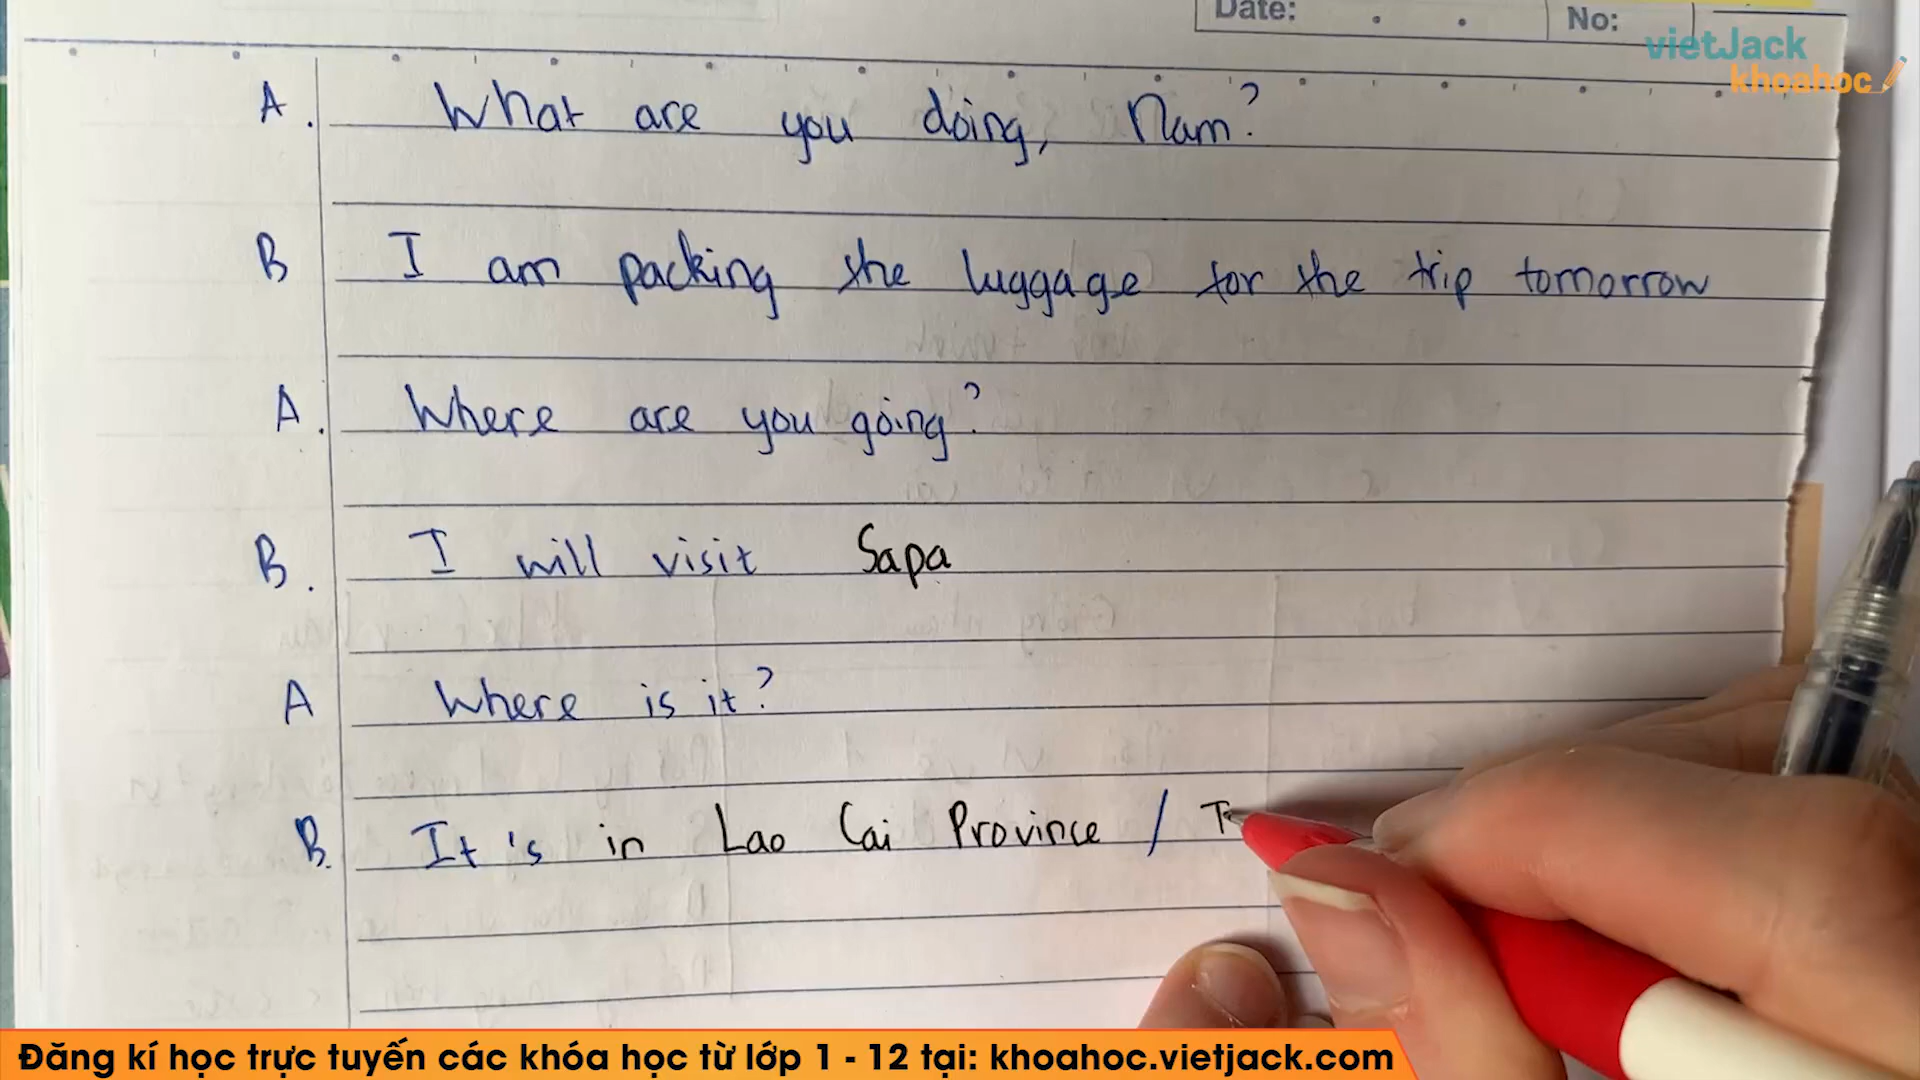 Date: No:
vietJack
khoahoc
A. What are you doing, Nam?
B I am packing the luggage for the trip tomorrow
A. Where are you going?
B. I will visit Sapa
A Where is it?
B. It's in Lao Cai Province /
Đăng kí học trực tuyến các khóa học từ lớp 1 - 12 tại: khoahoc.vietjack.com